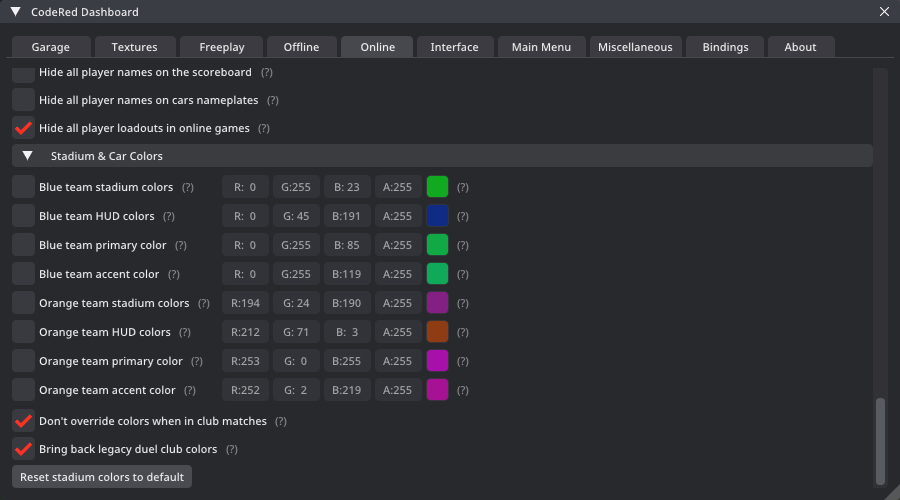 CodeRed Dashboard
Garage Textures Freeplay Offline Online Interface Main Menu Miscellaneous Bindings About
Hide all player names on the scoreboard (?)
Hide all player names on cars nameplates (?)
Hide all player loadouts in online games (?)
Stadium & Car Colors
Blue team stadium colors (?) R: 0 G:255 B: 23 A:255 (?)
Blue team HUD colors (?) R: 0 G: 45 B:191 A:255 (?)
Blue team primary color (?) R: 0 G:255 B: 85 A:255 (?)
Blue team accent color (?) R: 0 G:255 B:119 A:255 (?)
Orange team stadium colors (?) R:194 G: 24 B:190 A:255 (?)
Orange team HUD colors (?) R:212 G: 71 B: 3 A:255 (?)
Orange team primary color (?) R:253 G: 0 B:255 A:255 (?)
Orange team accent color (?) R:252 G: 2 B:219 A:255 (?)
Don't override colors when in club matches (?)
Bring back legacy duel club colors (?)
Reset stadium colors to default